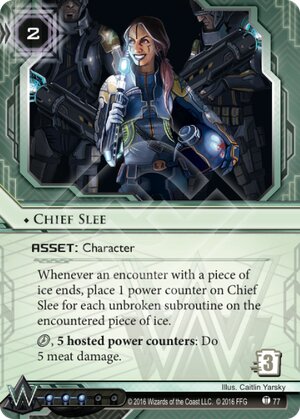 2
◆ CHIEF SLEE
ASSET: Character
Whenever an encounter with a piece of
ice ends, place 1 power counter on Chief
Slee for each unbroken subroutine on the
encountered piece of ice.
, 5 hosted power counters: Do
5 meat damage.
3
Illus. Caitlin Yarsky
© 2016 Wizards of the Coast LLC. © 2016 FFG 77